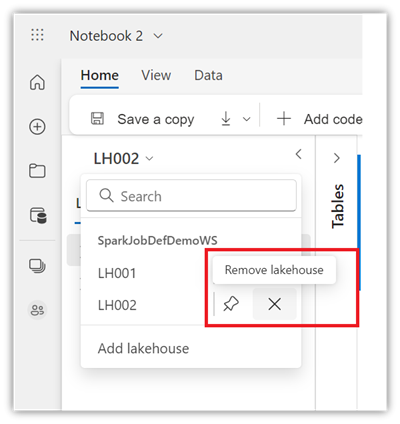 Notebook 2
Home View Data
Save a copy Add code
LH002
Search
SparkJobDefDemoWS
LH001
Remove lakehouse
LH002
Add lakehouse
Tables